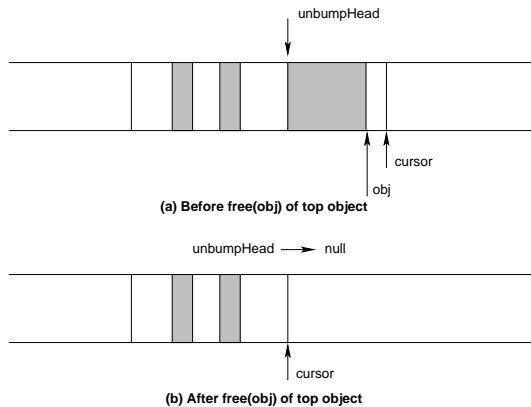 unbumpHead
cursor
obj
(a) Before free(obj) of top object
unbumpHead null
cursor
(b) After free(obj) of top object